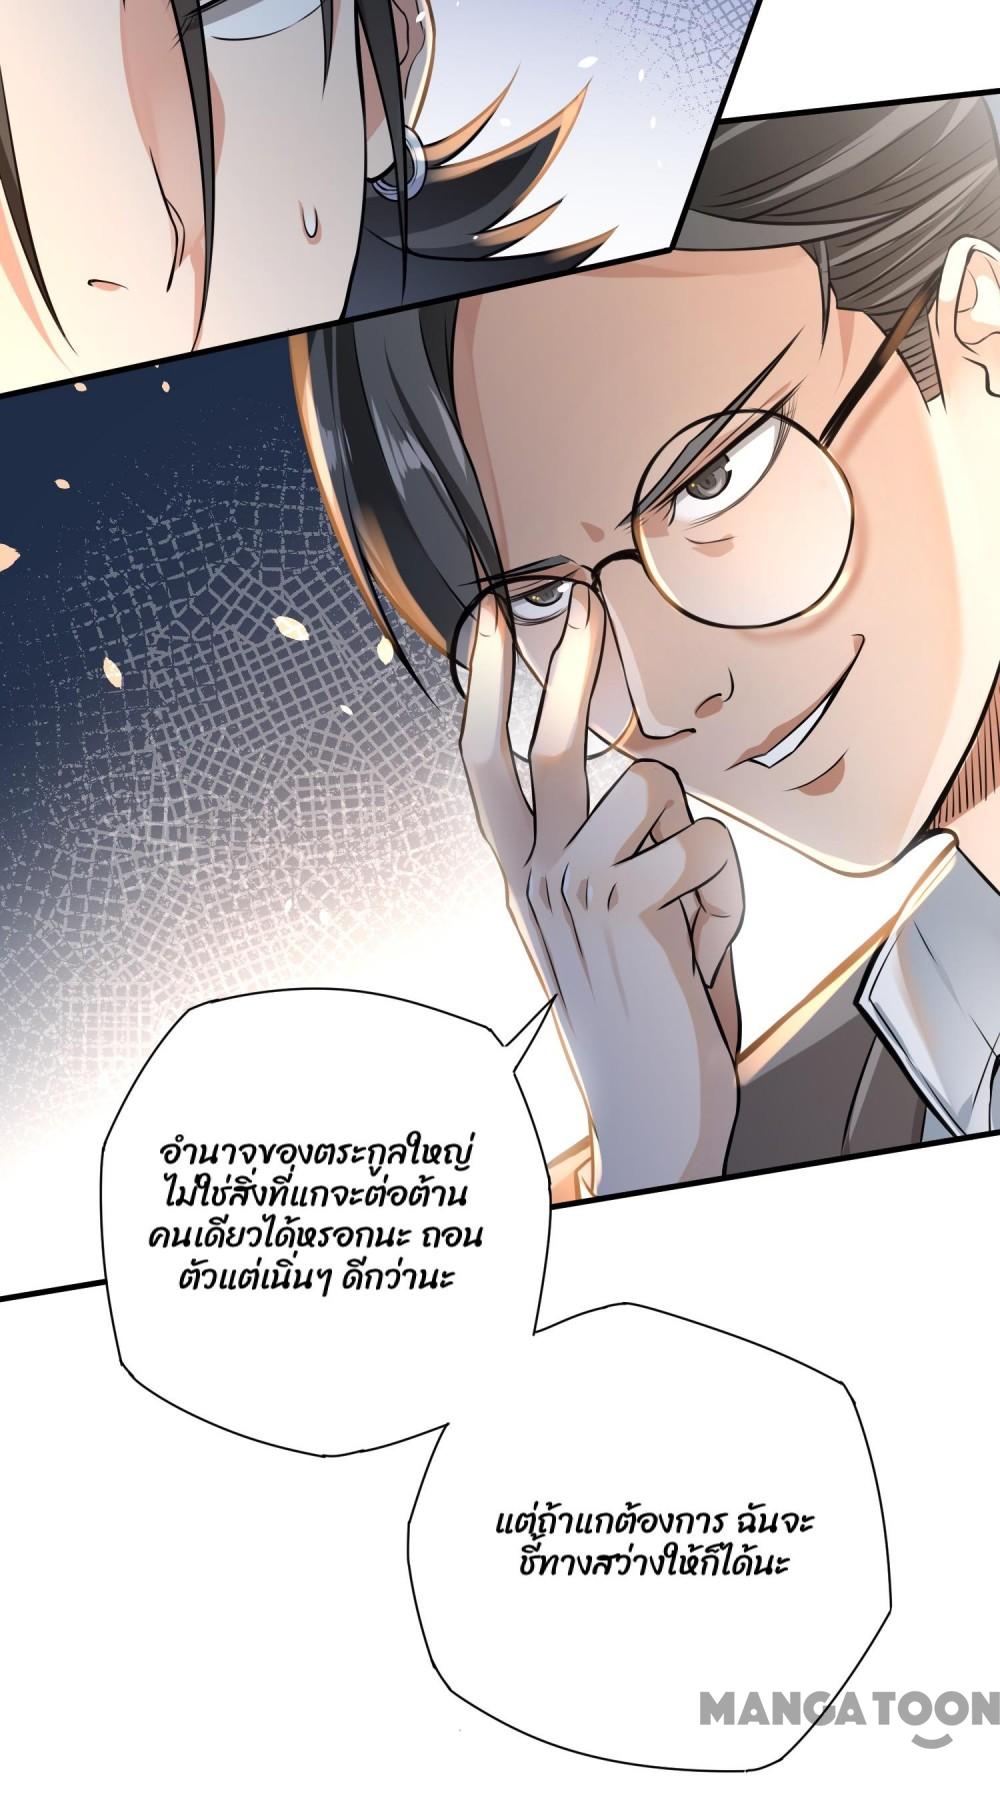 อำนาจของตระกูลใหญ่
ไม่ใช่สิ่งที่แกจะต่อต้าน
คนเดียวได้หรอกนะ ถอน
ตัวแต่เนิ่นๆ ดีกว่านะ
แต่ถ้าแกต้องการ ฉันจะ
ชี้ทางสว่างให้ก็ได้นะ
MANGATOON